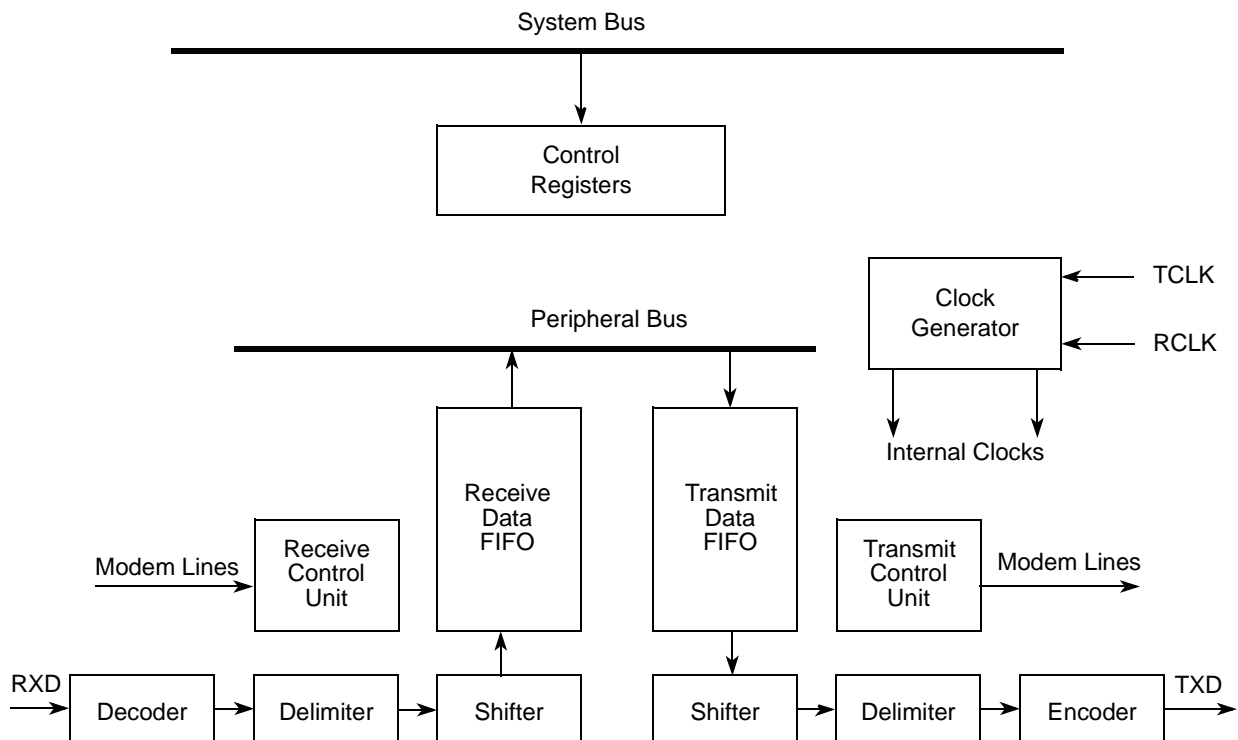 System Bus
Control
Registers
TCLK
Clock
Generator
RCLK
Peripheral Bus
Internal Clocks
Receive
Data
FIFO
Transmit
Data
FIFO
Modem Lines
Receive
Control
Unit
Transmit
Control
Unit
Modem Lines
RXD
Decoder
Delimiter
Shifter
Shifter
Delimiter
Encoder
TXD